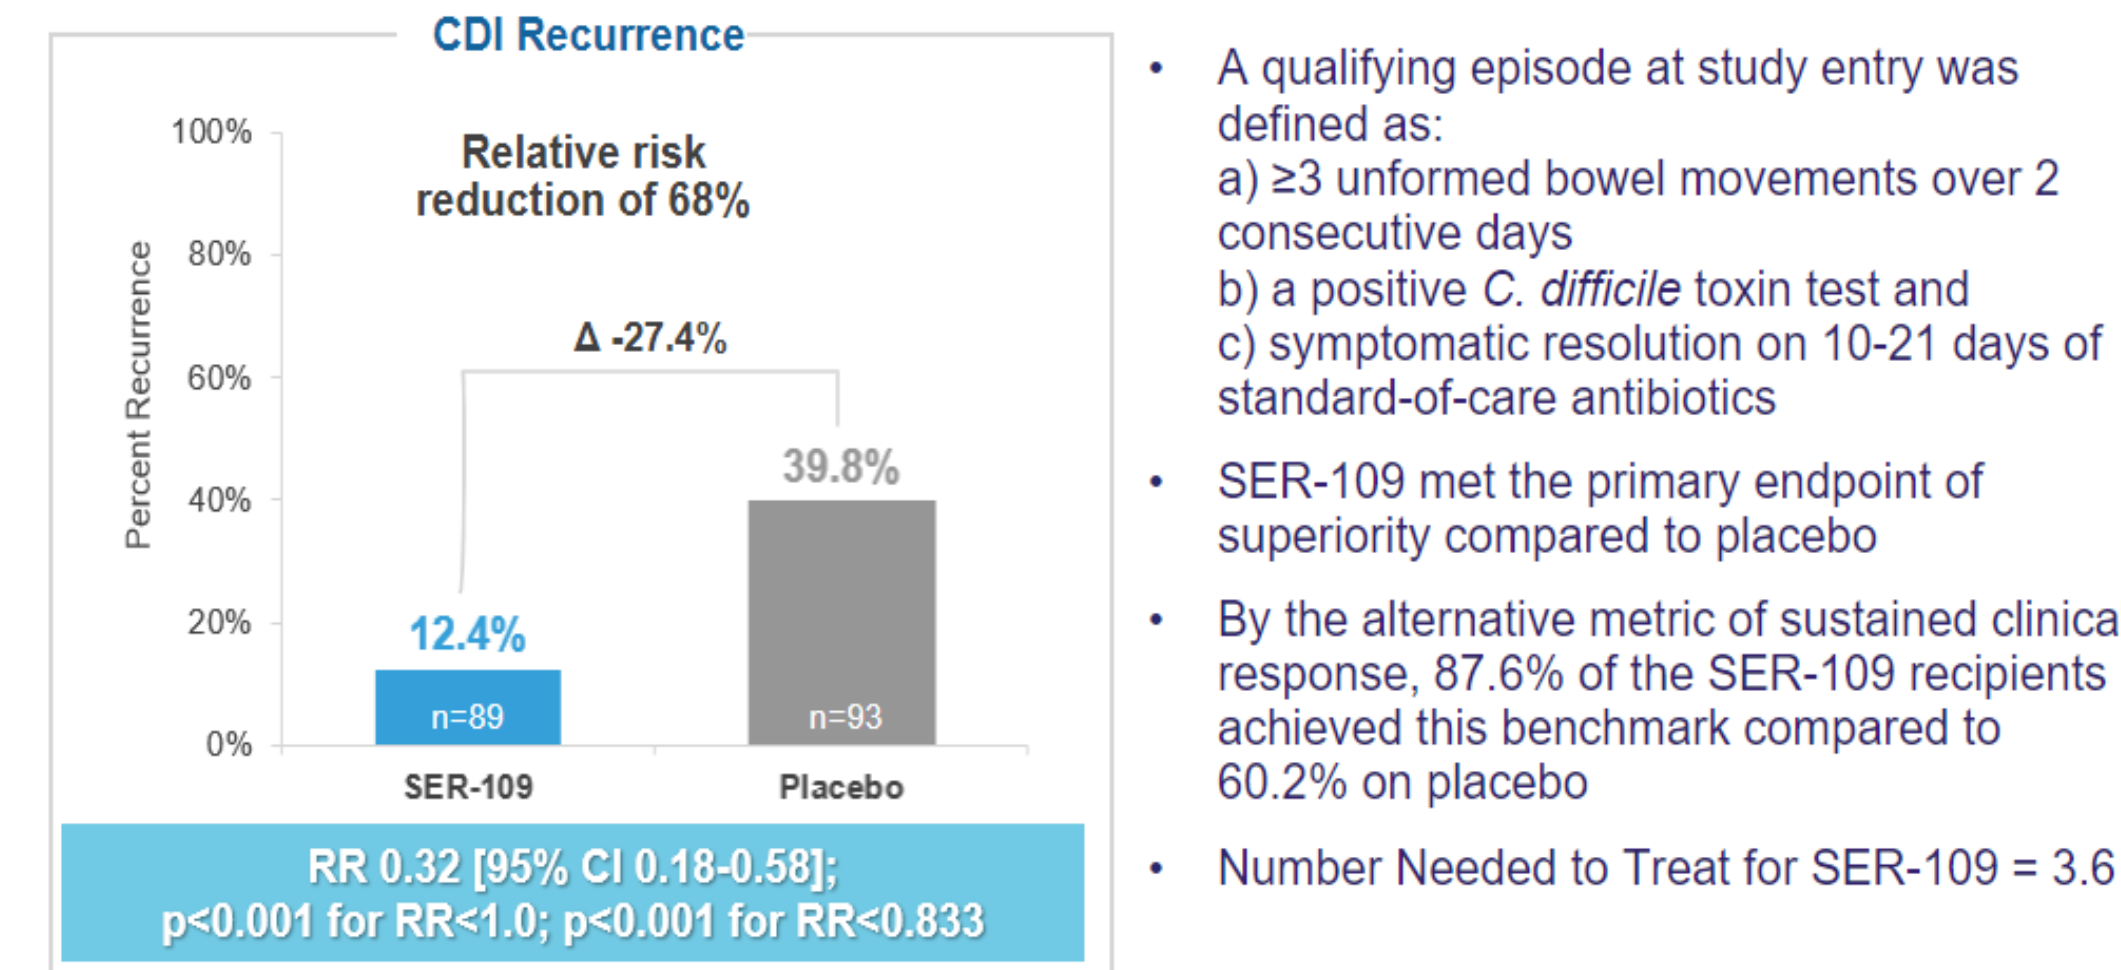 CDI Recurrence
Relative risk
reduction of 68%
Percent Recurrence
100%
80%
60%
40%
20%
0%
Δ -27.4%
12.4%
39.8%
n=89
n=93
SER-109
Placebo
RR 0.32 [95% CI 0.18-0.58];
p<0.001 for RR<1.0; p<0.001 for RR<0.833
• A qualifying episode at study entry was
defined as:
a) ≥3 unformed bowel movements over 2
consecutive days
b) a positive C. difficile toxin test and
c) symptomatic resolution on 10-21 days of
standard-of-care antibiotics
• SER-109 met the primary endpoint of
superiority compared to placebo
• By the alternative metric of sustained clinica
response, 87.6% of the SER-109 recipients
achieved this benchmark compared to
60.2% on placebo
• Number Needed to Treat for SER-109 = 3.6